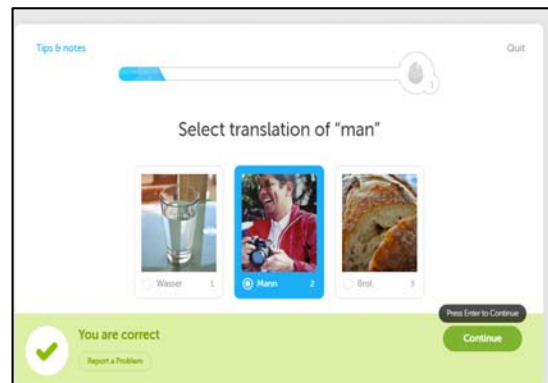 Tips & notes
Quit
1
Select translation of "man"
Wasser 1
Mann 2
Brot 3
Press Enter to Continue
You are correct
Continue
Report a Problem